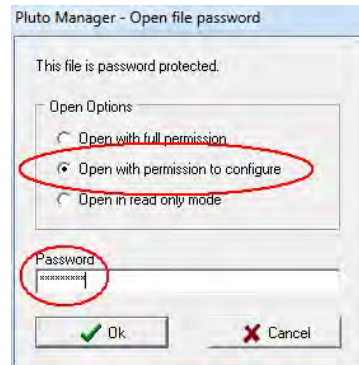 Pluto Manager - Open file password
This file is password protected.
Open Options
Open with full permission
Open with permission to configure
Open in read only mode
Password
*********
Ok
Cancel